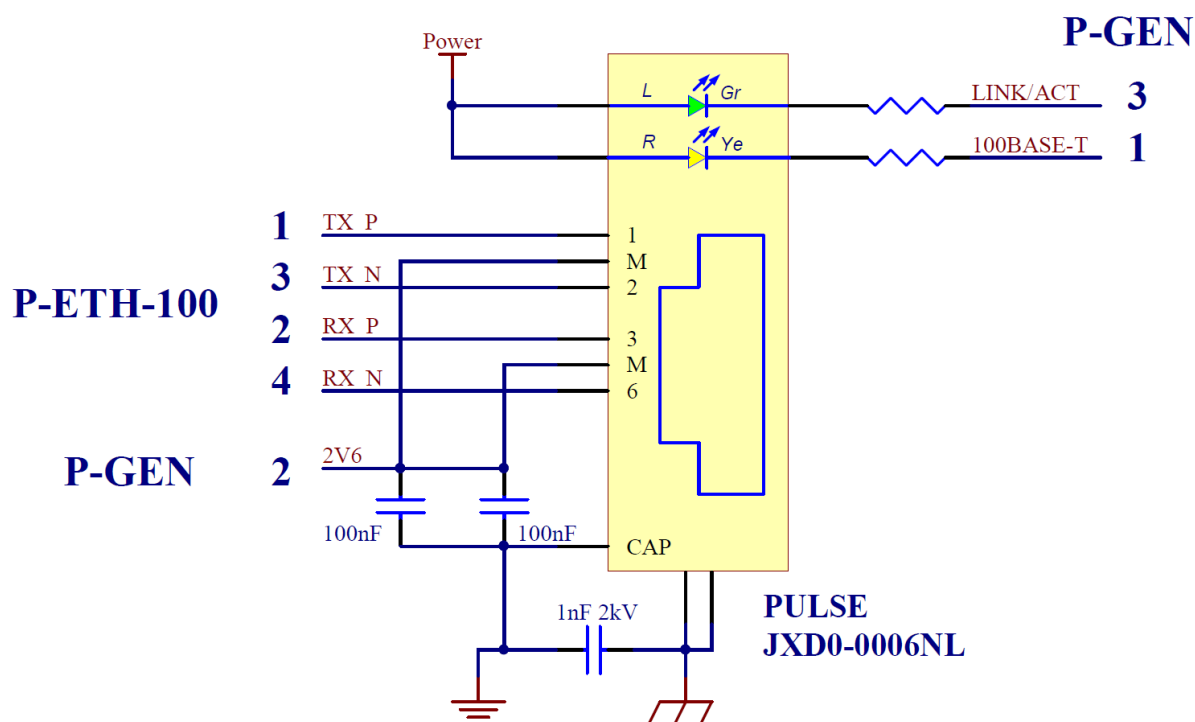 P-GEN
Power
L Gr LINK/ACT 3
R Ye 100BASE-T 1
1 TX_P 1
M
3 TX_N 2
P-ETH-100
2 RX_P 3
M
4 RX_N 6
P-GEN 2 2V6
100nF 100nF CAP
1nF 2kV
PULSE
JXD0-0006NL